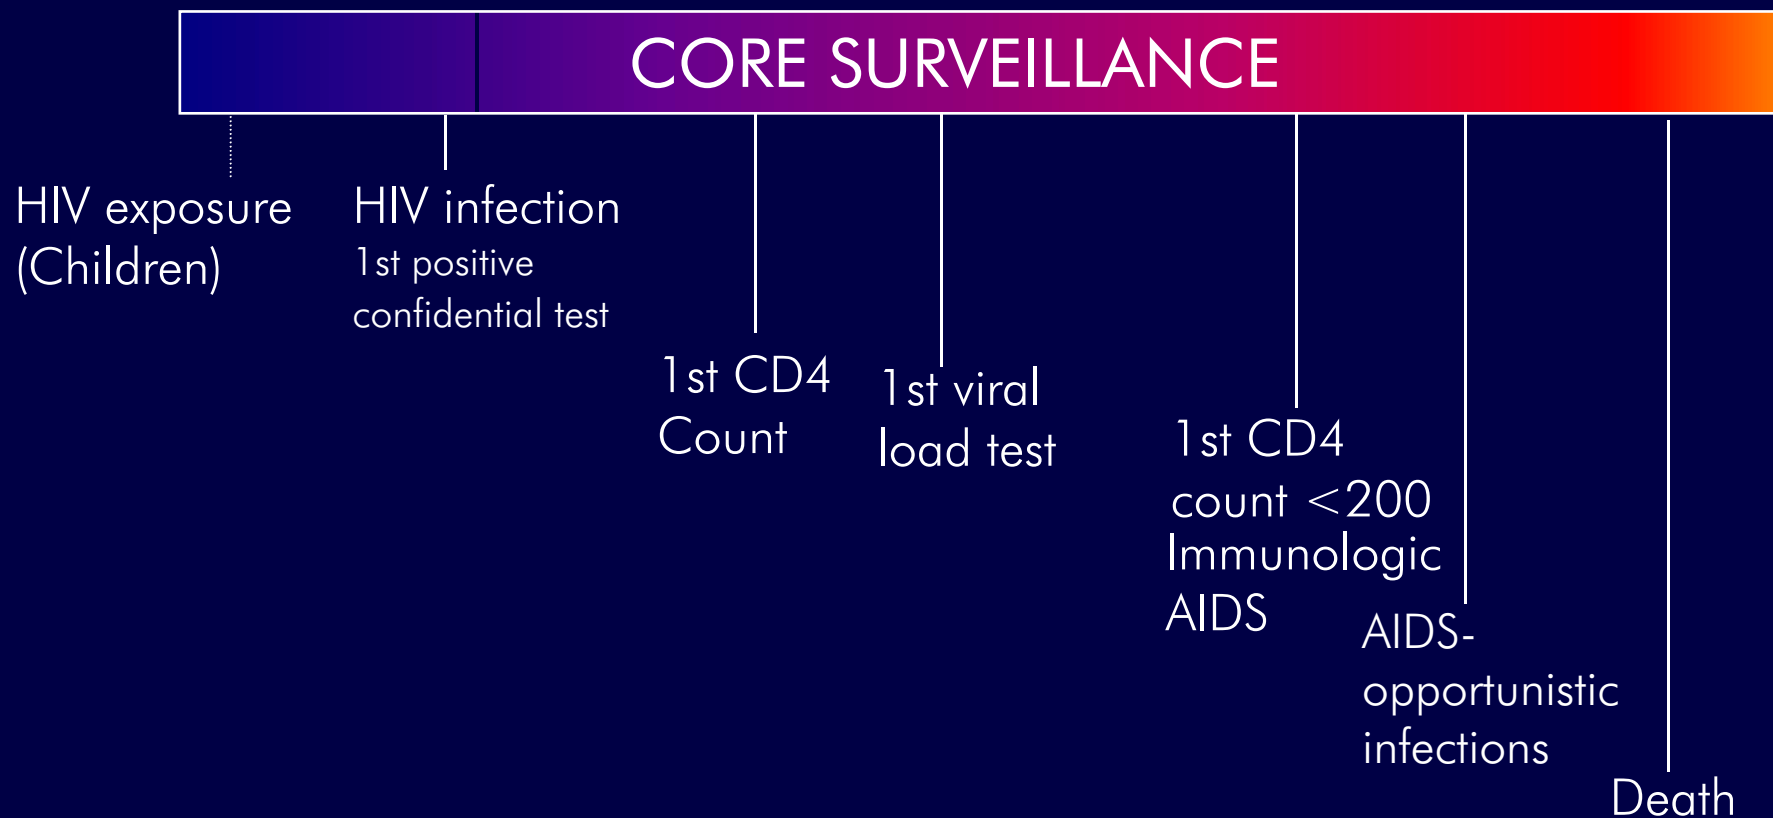 CORE SURVEILLANCE
HIV exposure
(Children)
HIV infection
1st positive
confidential test
1st CD4
Count
1st viral
load test
1st CD4
count <200
Immunologic
AIDS
AIDS-
opportunistic
infections
Death